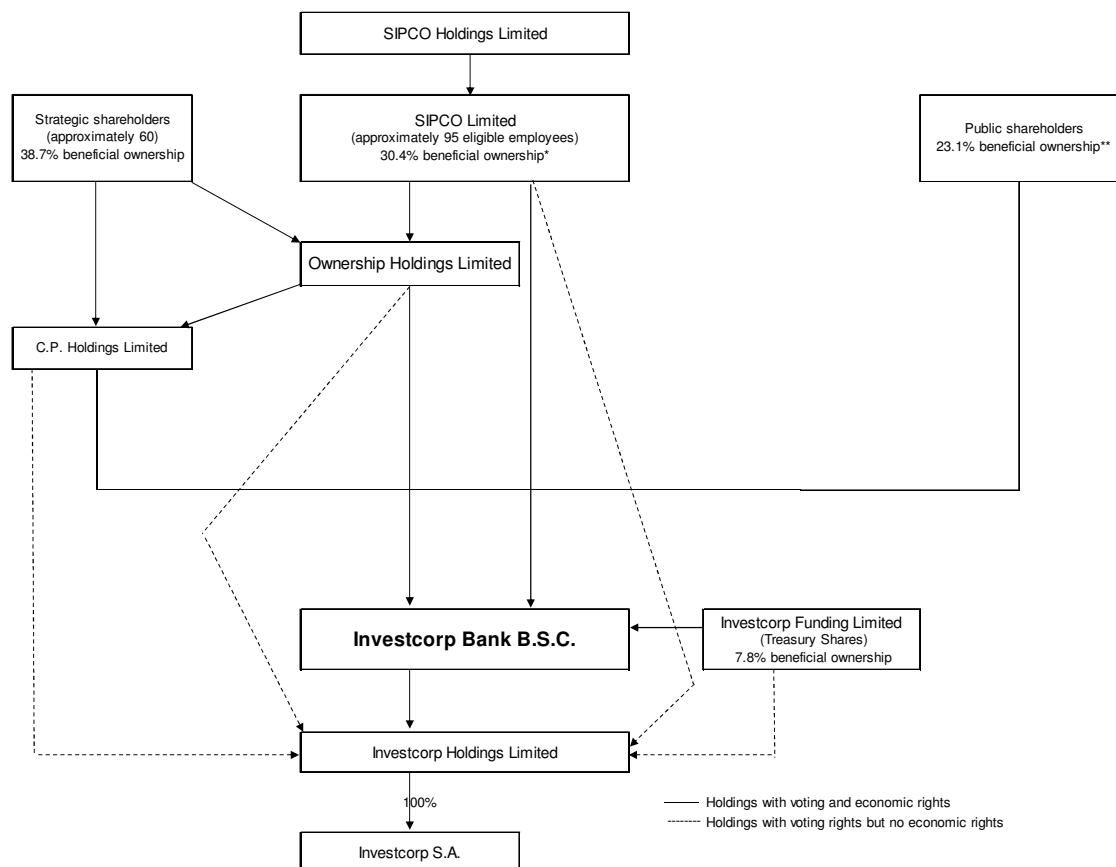 SIPCO Holdings Limited
Strategic shareholders
(approximately 60)
38.7% beneficial ownership
SIPCO Limited
(approximately 95 eligible employees)
30.4% beneficial ownership*
Public shareholders
23.1% beneficial ownership**
Ownership Holdings Limited
C.P. Holdings Limited
Investcorp Bank B.S.C.
Investcorp Funding Limited
(Treasury Shares)
7.8% beneficial ownership
Investcorp Holdings Limited
100%
Holdings with voting and economic rights
Holdings with voting rights but no economic rights
Investcorp S.A.